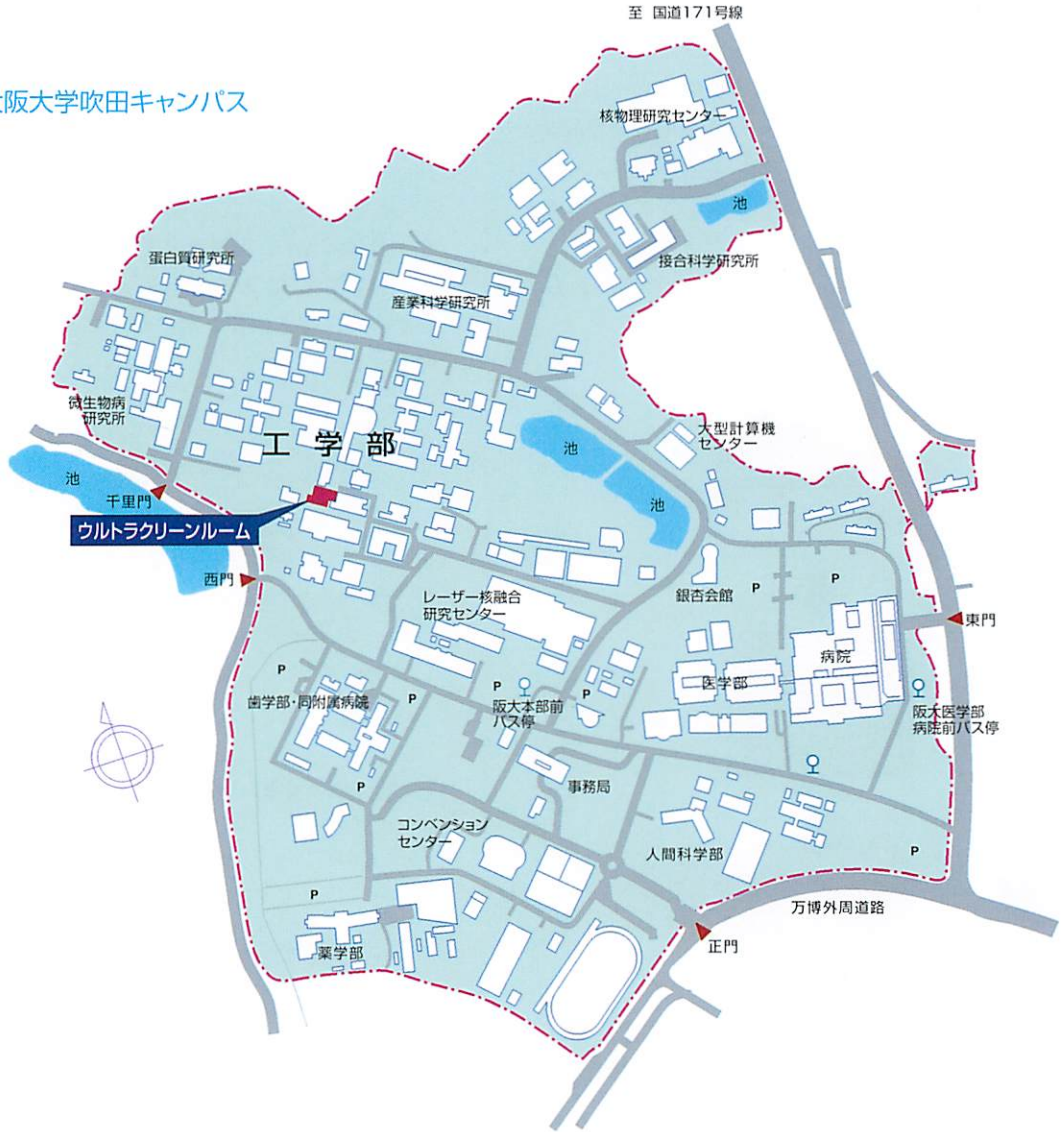 至 国道171号線
大阪大学吹田キャンパス
核物理研究センター
池
蛋白質研究所
接合科学研究所
産業科学研究所
微生物病
研究所
工学部
大型計算機
センター
池
池
池
千里門
ウルトラクリーンルーム
西門
レーザー核融合
研究センター
銀杏会館
P
P
東門
病院
医学部
P
P
P
P
歯学部・同附属病院
阪大本部前
バス停
阪大医学部
病院前バス停
P
事務局
コンベンション
センター
人間科学部
P
P
万博外周道路
薬学部
正門